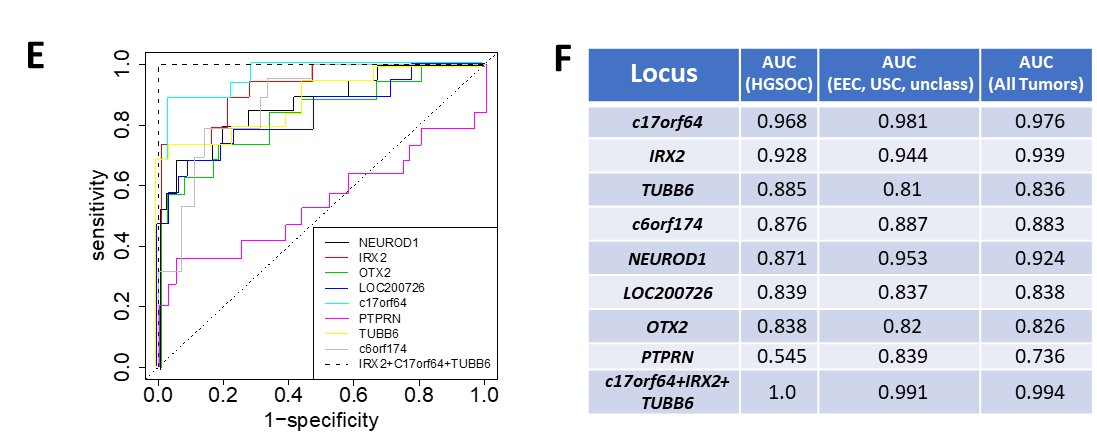 E
sensitivity
1.0
0.8
0.6
0.4
0.2
0.0
NEUROD1
IRX2
OTX2
LOC200726
c17orf64
PTPRN
TUBB6
c6orf174
IRX2+C17orf64+TUBB6
0.0 0.2 0.4 0.6 0.8 1.0
1−specificity
F
Locus AUC (HGSOC) AUC (EEC, USC, unclass) AUC (All Tumors)
c17orf64 0.968 0.981 0.976
IRX2 0.928 0.944 0.939
TUBB6 0.885 0.81 0.836
c6orf174 0.876 0.887 0.883
NEUROD1 0.871 0.953 0.924
LOC200726 0.839 0.837 0.838
OTX2 0.838 0.82 0.826
PTPRN 0.545 0.839 0.736
c17orf64+IRX2+
TUBB6 1.0 0.991 0.994